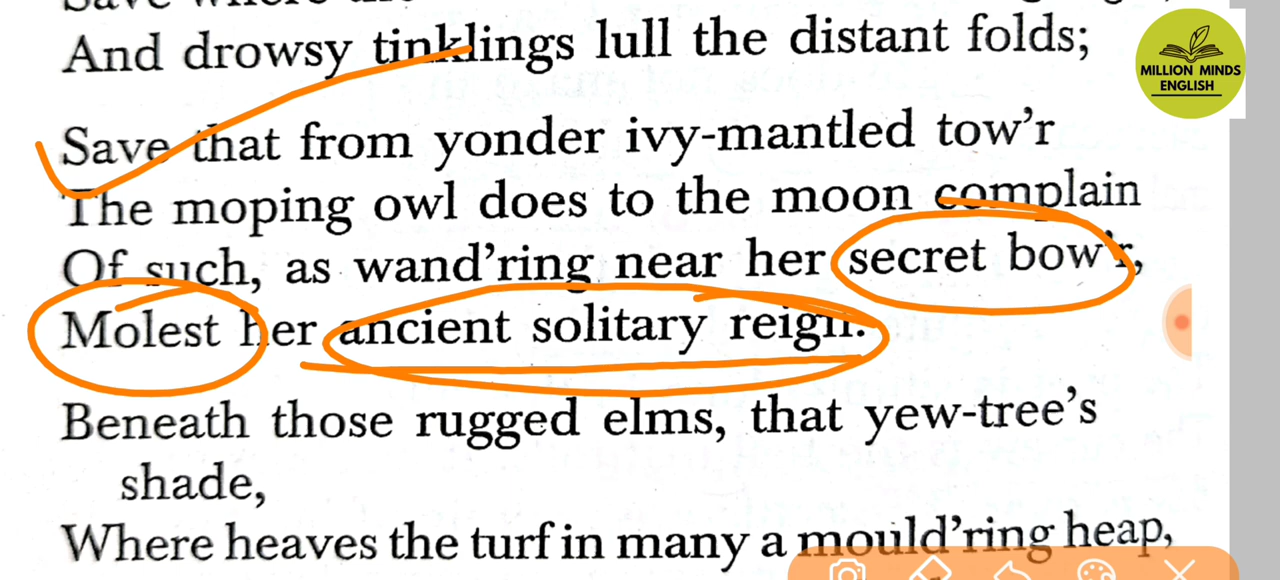 And drowsy tinklings lull the distant folds;
MILLION MINDS
ENGLISH
Save that from yonder ivy-mantled tow'r
The moping owl does to the moon complain
Of such, as wand'ring near her secret bow'r,
Molest her ancient solitary reign.
Beneath those rugged elms, that yew-tree's
shade,
Where heaves the turf in many a mould'ring heap,